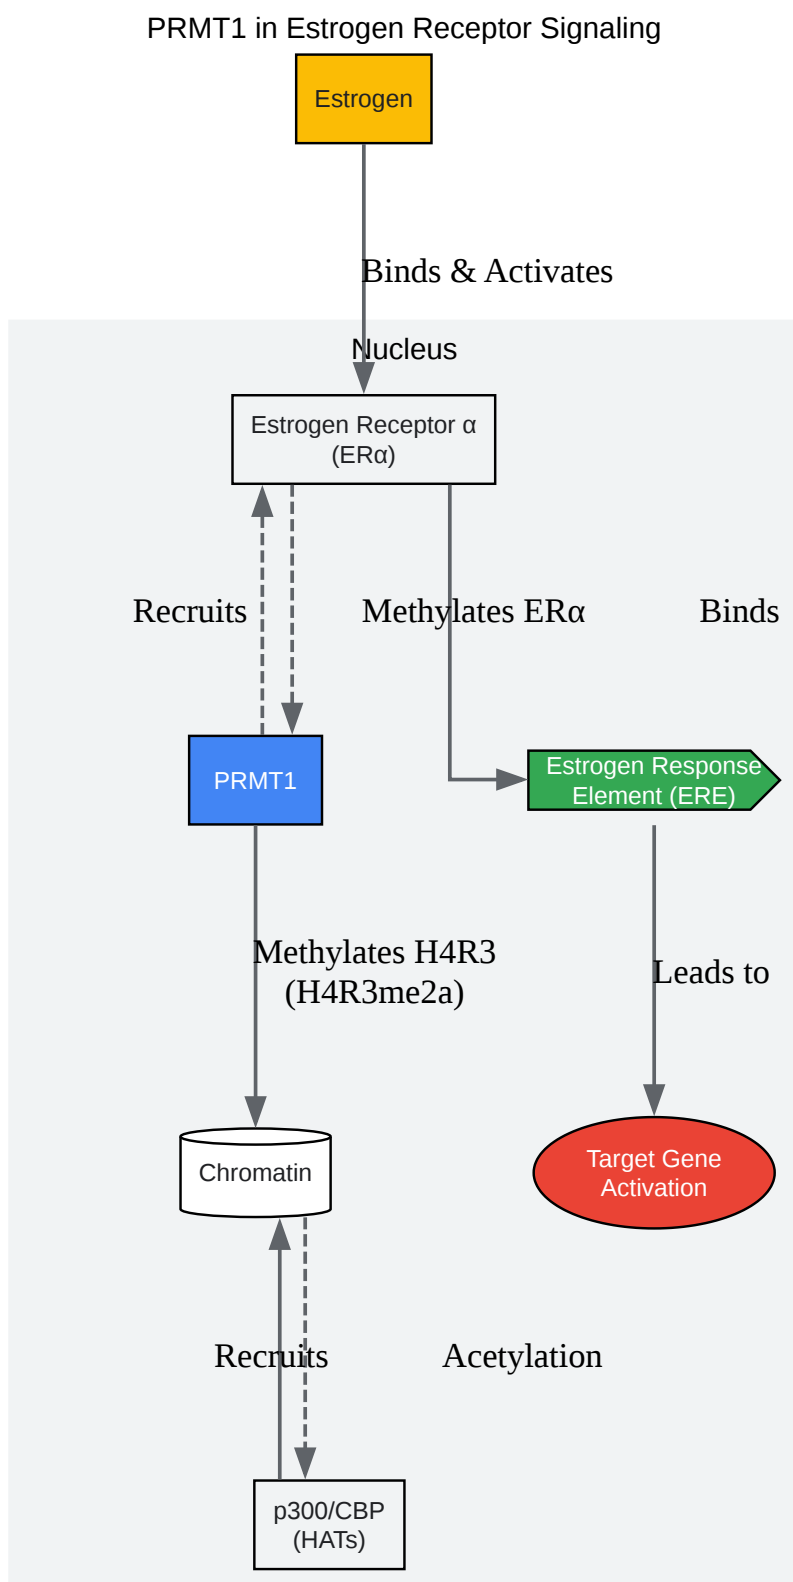 PRMT1 in Estrogen Receptor Signaling
Estrogen
Binds & Activates
Nucleus
Estrogen Receptor α
(ERα)
Recruits
Methylates ERα
Binds
PRMT1
Estrogen Response
Element (ERE)
Methylates H4R3
(H4R3me2a)
Leads to
Chromatin
Target Gene
Activation
Recruits
Acetylation
p300/CBP
(HATs)